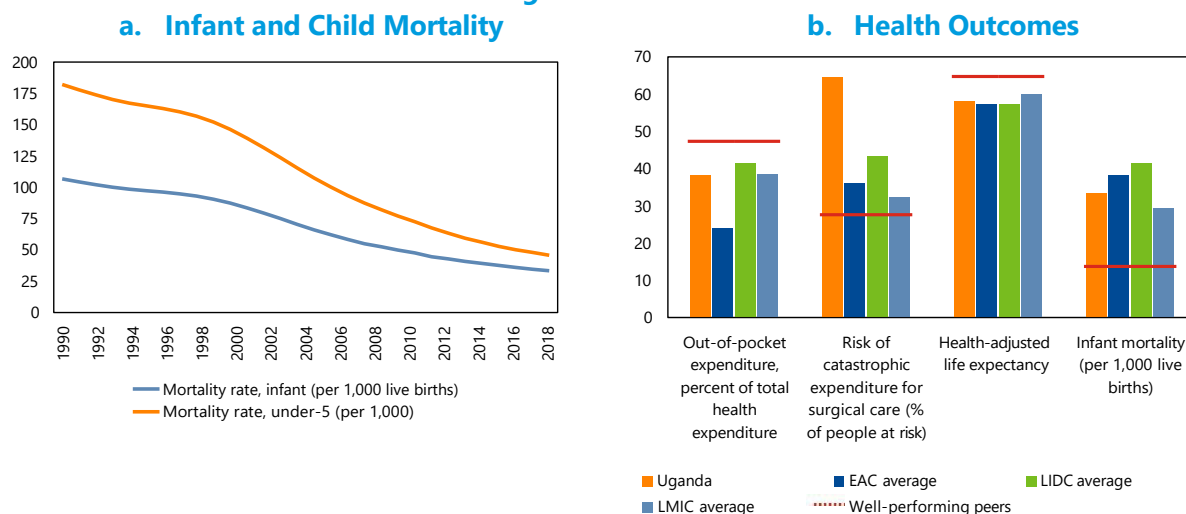 a. Infant and Child Mortality
200
175
150
125
100
75
50
25
0
1990
1992
1994
1996
1998
2000
2002
2004
2006
2008
2010
2012
2014
2016
2018
Mortality rate, infant (per 1,000 live births)
Mortality rate, under-5 (per 1,000)
b. Health Outcomes
70
60
50
40
30
20
10
0
Out-of-pocket
expenditure,
percent of total
health
expenditure
Risk of
catastrophic
expenditure for
surgical care (%
of people at risk)
Health-adjusted
life expectancy
Infant mortality
(per 1,000 live
births)
Uganda
EAC average
LIDC average
LMIC average
Well-performing peers